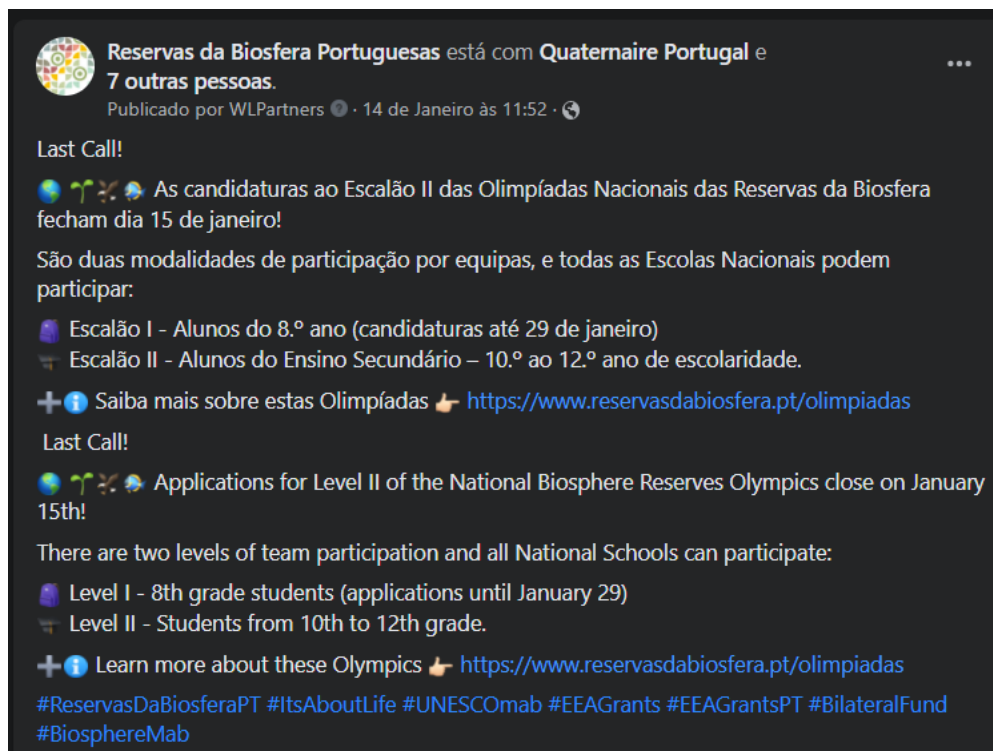 Reservas da Biosfera Portuguesas está com Quaternaire Portugal e
7 outras pessoas.
Publicado por WLPartners · 14 de Janeiro às 11:52 ·
Last Call!
🌎 🌱 As candidaturas ao Escalão II das Olimpíadas Nacionais das Reservas da Biosfera
fecham dia 15 de janeiro!
São duas modalidades de participação por equipas, e todas as Escolas Nacionais podem
participar:
Escalão I - Alunos do 8.º ano (candidaturas até 29 de janeiro)
Escalão II - Alunos do Ensino Secundário – 10.º ao 12.º ano de escolaridade.
➕ℹ️ Saiba mais sobre estas Olimpíadas 👉🏻 https://www.reservasdabiosfera.pt/olimpiadas
Last Call!
🌎 🌱 Applications for Level II of the National Biosphere Reserves Olympics close on January
15th!
There are two levels of team participation and all National Schools can participate:
Level I - 8th grade students (applications until January 29)
Level II - Students from 10th to 12th grade.
➕ℹ️ Learn more about these Olympics 👉🏻 https://www.reservasdabiosfera.pt/olimpiadas
#ReservasDaBiosferaPT #ItsAboutLife #UNESCOmab #EEAGrants #EEAGrantsPT #BilateralFund
#BiosphereMab